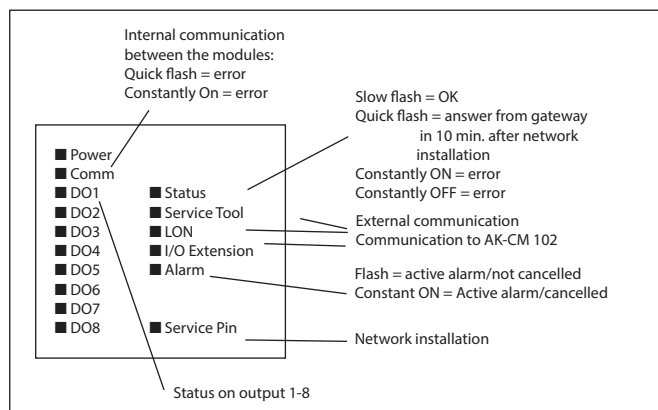 Internal communication
between the modules:
Quick flash = error
Constantly On = error
Slow flash = OK
Quick flash = answer from gateway
in 10 min. after network
installation
Constantly ON = error
Constantly OFF = error
External communication
Communication to AK-CM 102
Flash = active alarm/not cancelled
Constant ON = Active alarm/cancelled
Network installation
■ Power
■ Comm
■ DO1
■ DO2
■ DO3
■ DO4
■ DO5
■ DO6
■ DO7
■ DO8
■ Status
■ Service Tool
■ LON
■ I/O Extension
■ Alarm
■ Service Pin
Status on output 1-8